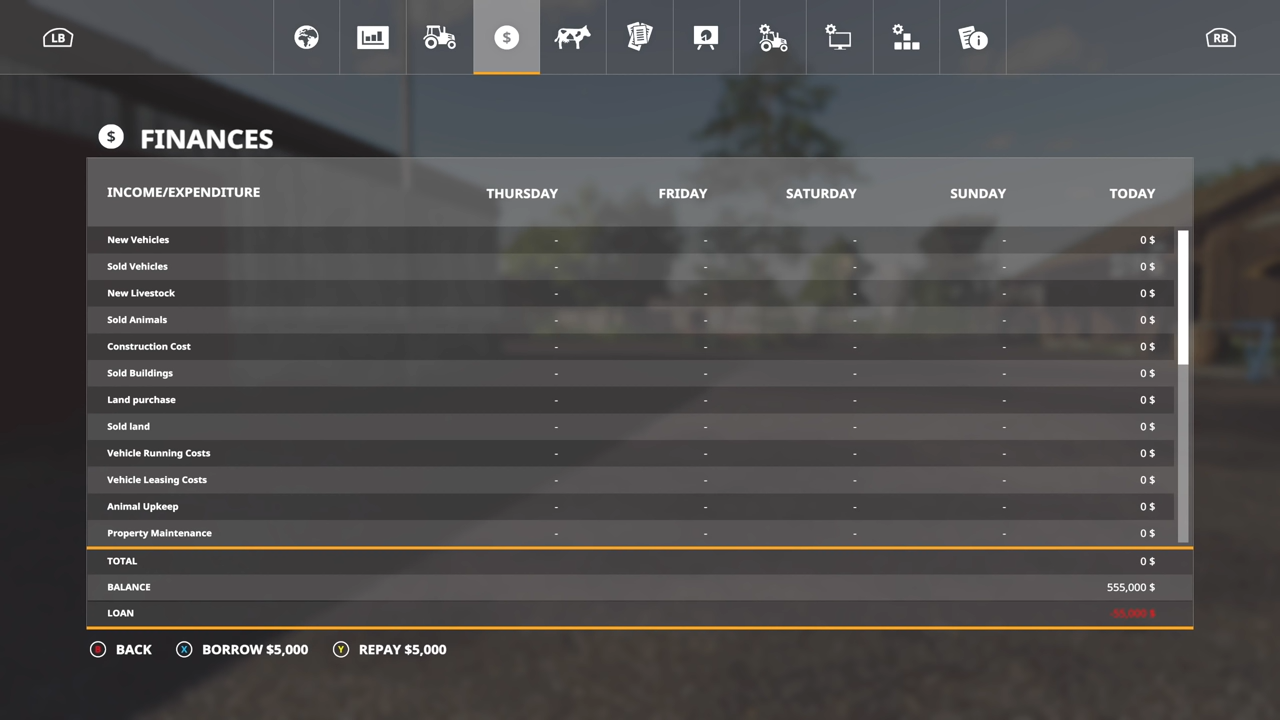 LB
$
RB
$ FINANCES
INCOME/EXPENDITURE THURSDAY FRIDAY SATURDAY SUNDAY TODAY
New Vehicles - - - - 0 $
Sold Vehicles - - - - 0 $
New Livestock - - - - 0 $
Sold Animals - - - - 0 $
Construction Cost - - - - 0 $
Sold Buildings - - - - 0 $
Land purchase - - - - 0 $
Sold land - - - - 0 $
Vehicle Running Costs - - - - 0 $
Vehicle Leasing Costs - - - - 0 $
Animal Upkeep - - - - 0 $
Property Maintenance - - - - 0 $
TOTAL 0 $
BALANCE 555,000 $
LOAN
B BACK X BORROW $5,000 Y REPAY $5,000